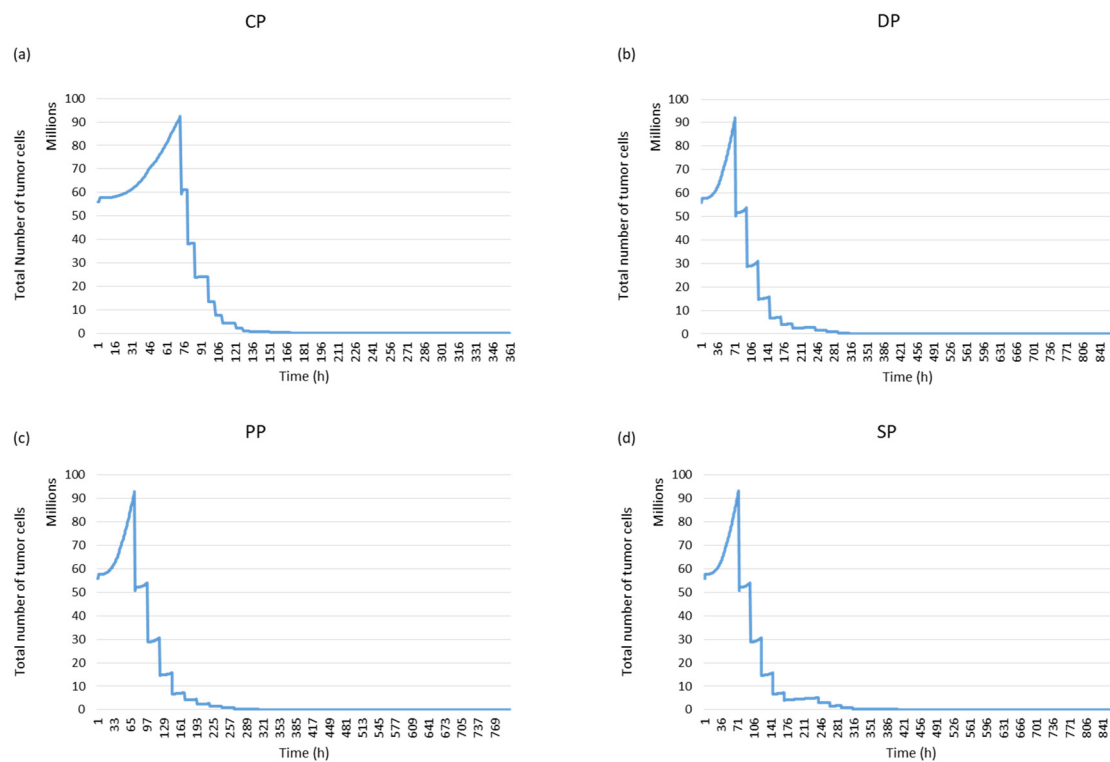 CP
(a)
Total Number of tumor cells
Millions
100
90
80
70
60
50
40
30
20
10
0
1 16 31 46 61 76 91 106 121 136 151 166 181 196 211 226 241 256 271 286 301 316 331 346 361
Time (h)
DP
(b)
Total number of tumor cells
Millions
100
90
80
70
60
50
40
30
20
10
0
1 36 71 106 141 176 211 246 281 316 351 386 421 456 491 526 561 596 631 666 701 736 771 806 841
Time (h)
PP
(c)
Total number of tumor cells
Millions
100
90
80
70
60
50
40
30
20
10
0
1 33 65 97 129 161 193 225 257 289 321 353 385 417 449 481 513 545 577 609 641 673 705 737 769
Time (h)
SP
(d)
Total number of tumor cells
Millions
100
90
80
70
60
50
40
30
20
10
0
1 36 71 106 141 176 211 246 281 316 351 386 421 456 491 526 561 596 631 666 701 736 771 806 841
Time (h)